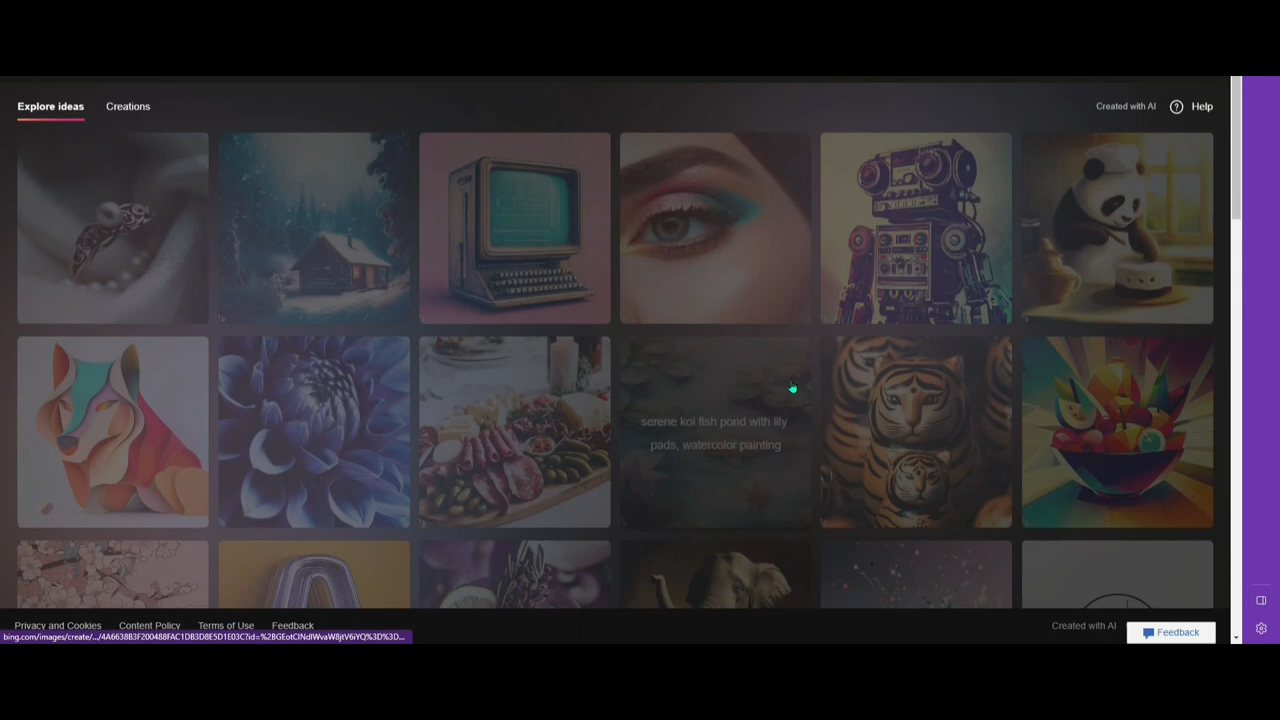 Explore ideas
Creations
Created with AI
Help
serene koi fish pond with lily
pads, watercolor painting
Privacy and Cookies
Content Policy
Terms of Use
Feedback
Created with AI
Feedback